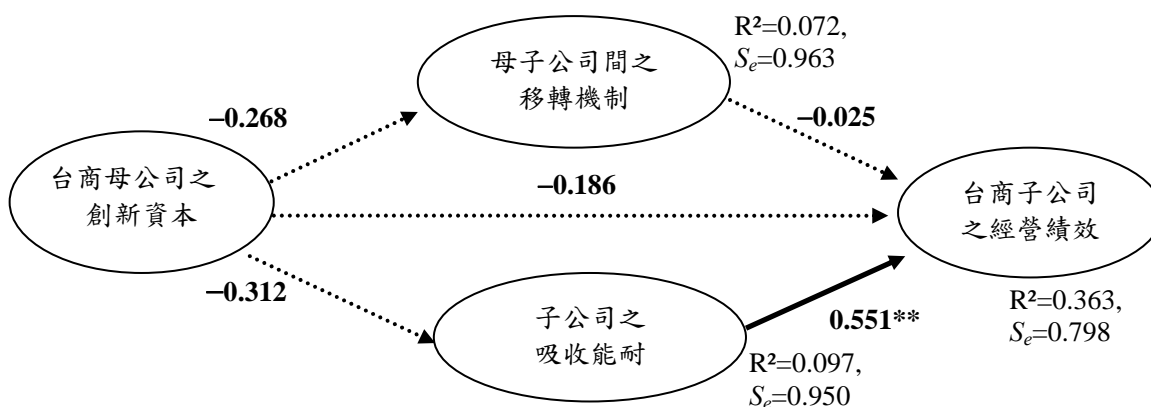 R²=0.072,
Sₑ=0.963
母子公司間之
移轉機制
−0.268
−0.025
台商母公司之
創新資本
−0.186
台商子公司
之經營績效
−0.312
子公司之
吸收能耐
0.551**
R²=0.363,
Sₑ=0.798
R²=0.097,
Sₑ=0.950